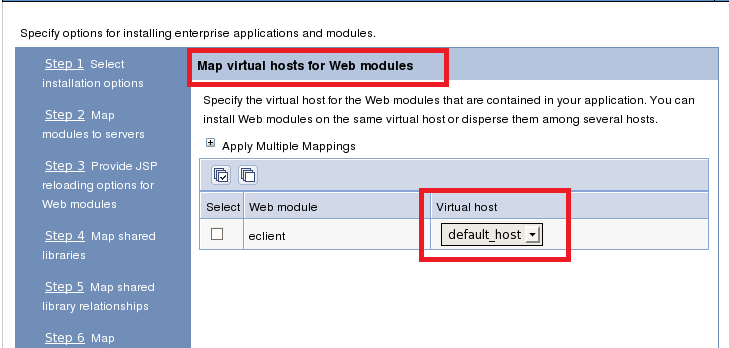 Specify options for installing enterprise applications and modules.
Step 1 Select
installation options
Step 2 Map
modules to servers
Step 3 Provide JSP
reloading options for
Web modules
Step 4 Map shared
libraries
Step 5 Map shared
library relationships
Step 6 Map
Map virtual hosts for Web modules
Specify the virtual host for the Web modules that are contained in your application. You can
install Web modules on the same virtual host or disperse them among several hosts.
Apply Multiple Mappings
Select Web module Virtual host
eclient default_host